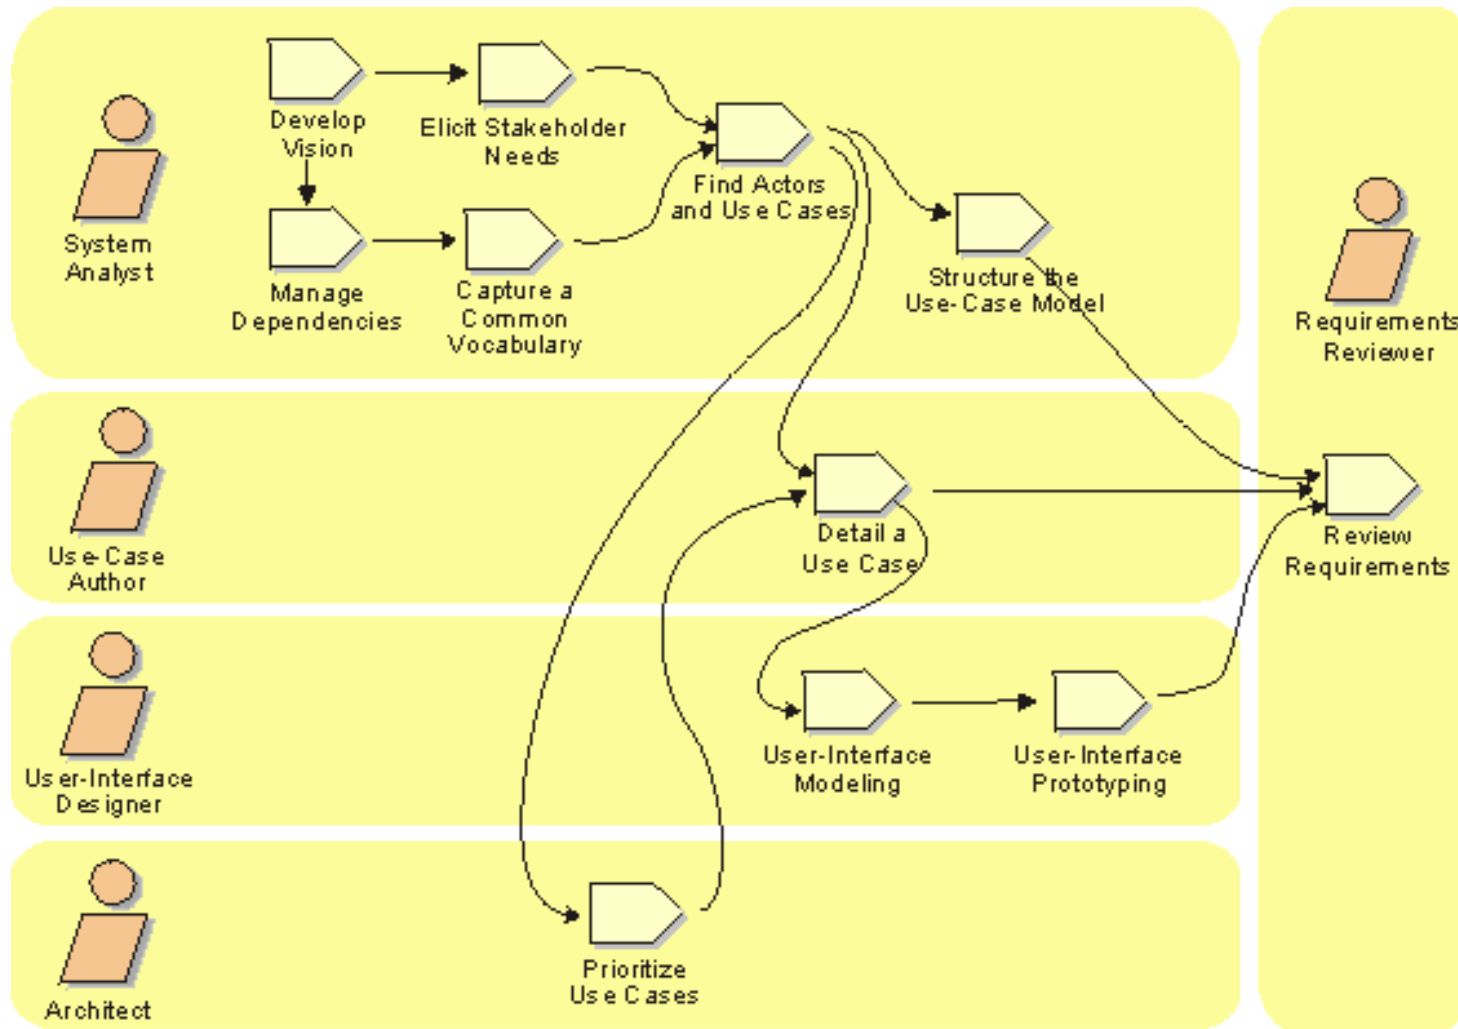 Develop
Vision
Elicit Stakeholder
Needs
Find Actors
and Use Cases
System
Analyst
Manage
Dependencies
Capture a
Common
Vocabulary
Structure the
Use-Case Model
Requirements
Reviewer
Use-Case
Author
Detail a
Use Case
Review
Requirements
User-Interface
Designer
User-Interface
Modeling
User-Interface
Prototyping
Architect
Prioritize
Use Cases